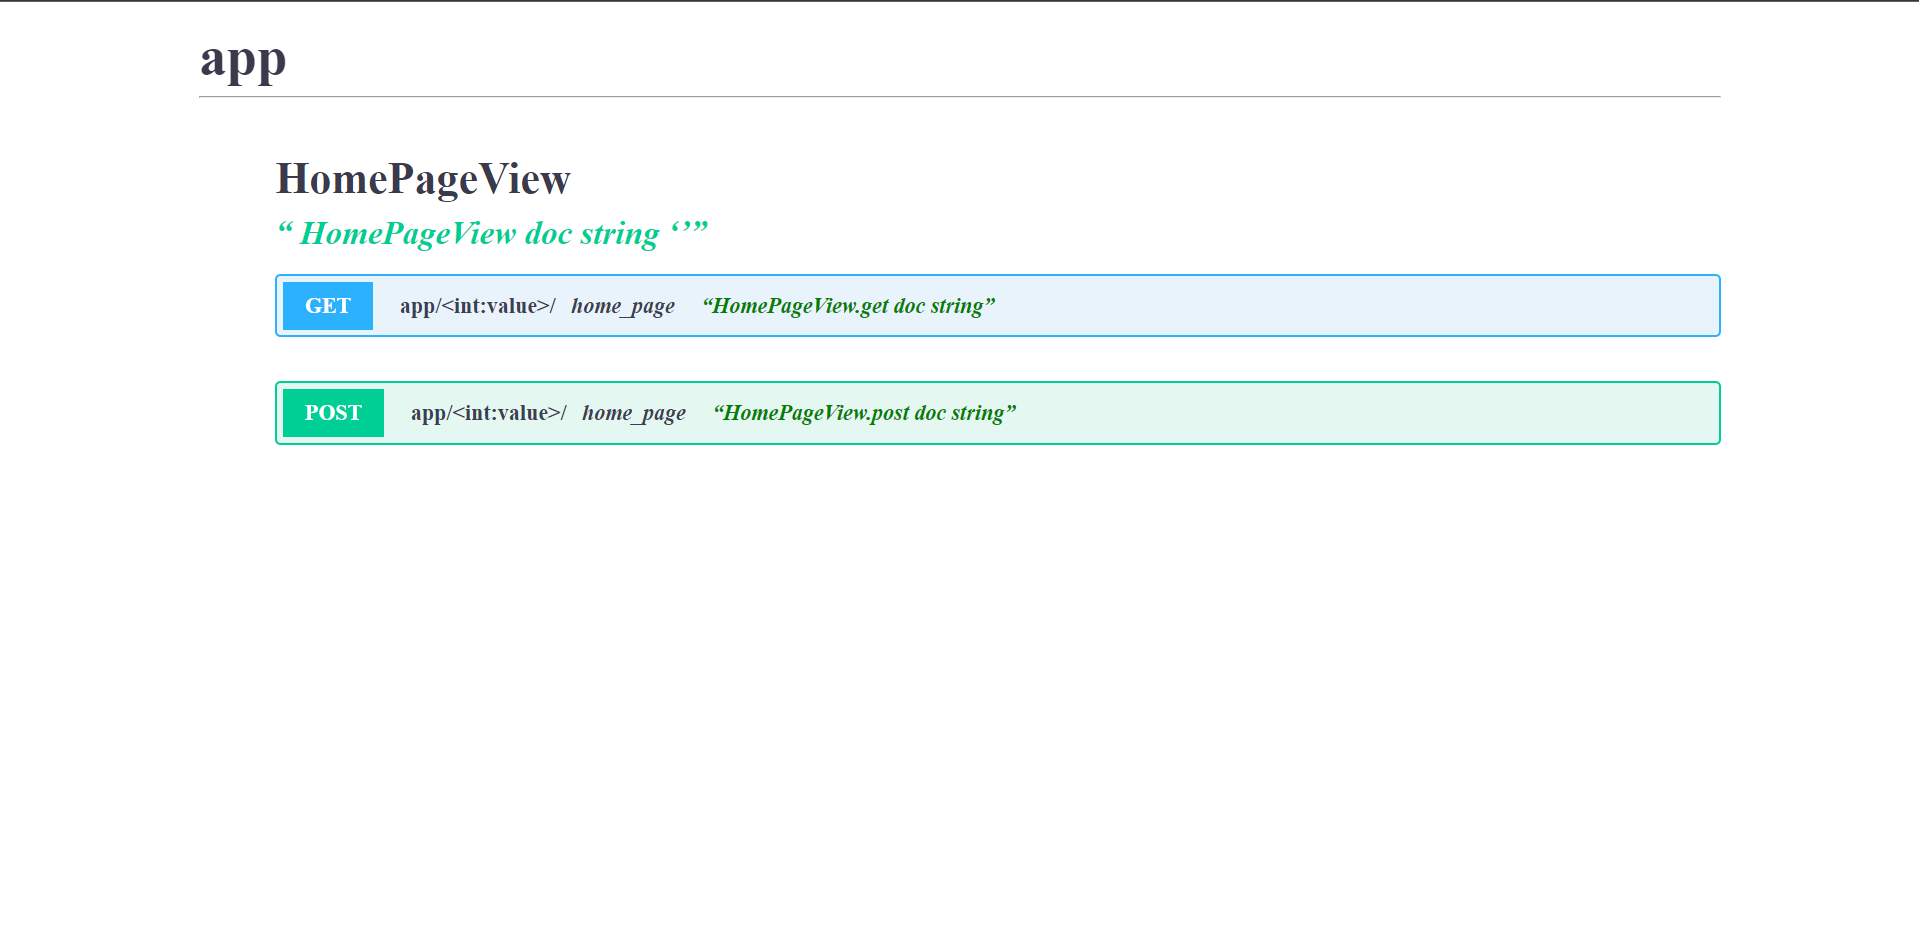 app
HomePageView
“ HomePageView doc string ‘’”
GET app/<int:value>/ home_page “HomePageView.get doc string”
POST app/<int:value>/ home_page “HomePageView.post doc string”